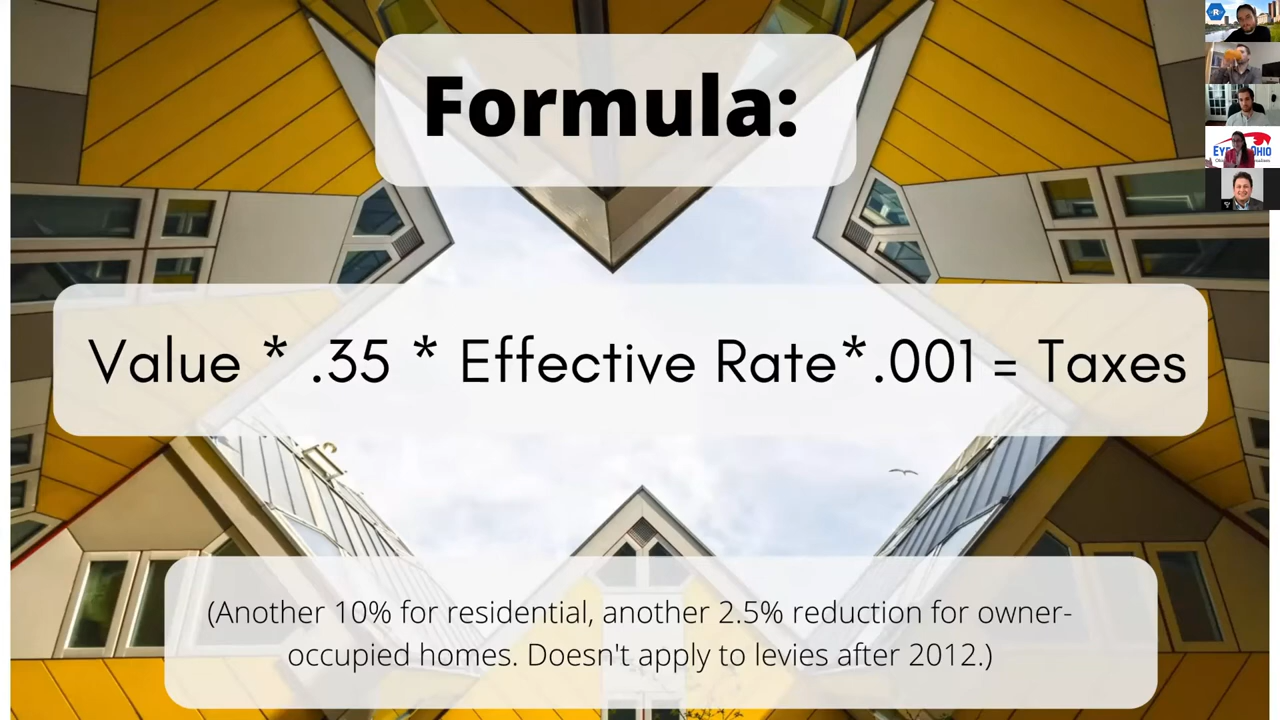 Formula:
Value * .35 * Effective Rate*.001 = Taxes
(Another 10% for residential, another 2.5% reduction for owner-
occupied homes. Doesn't apply to levies after 2012.)
R